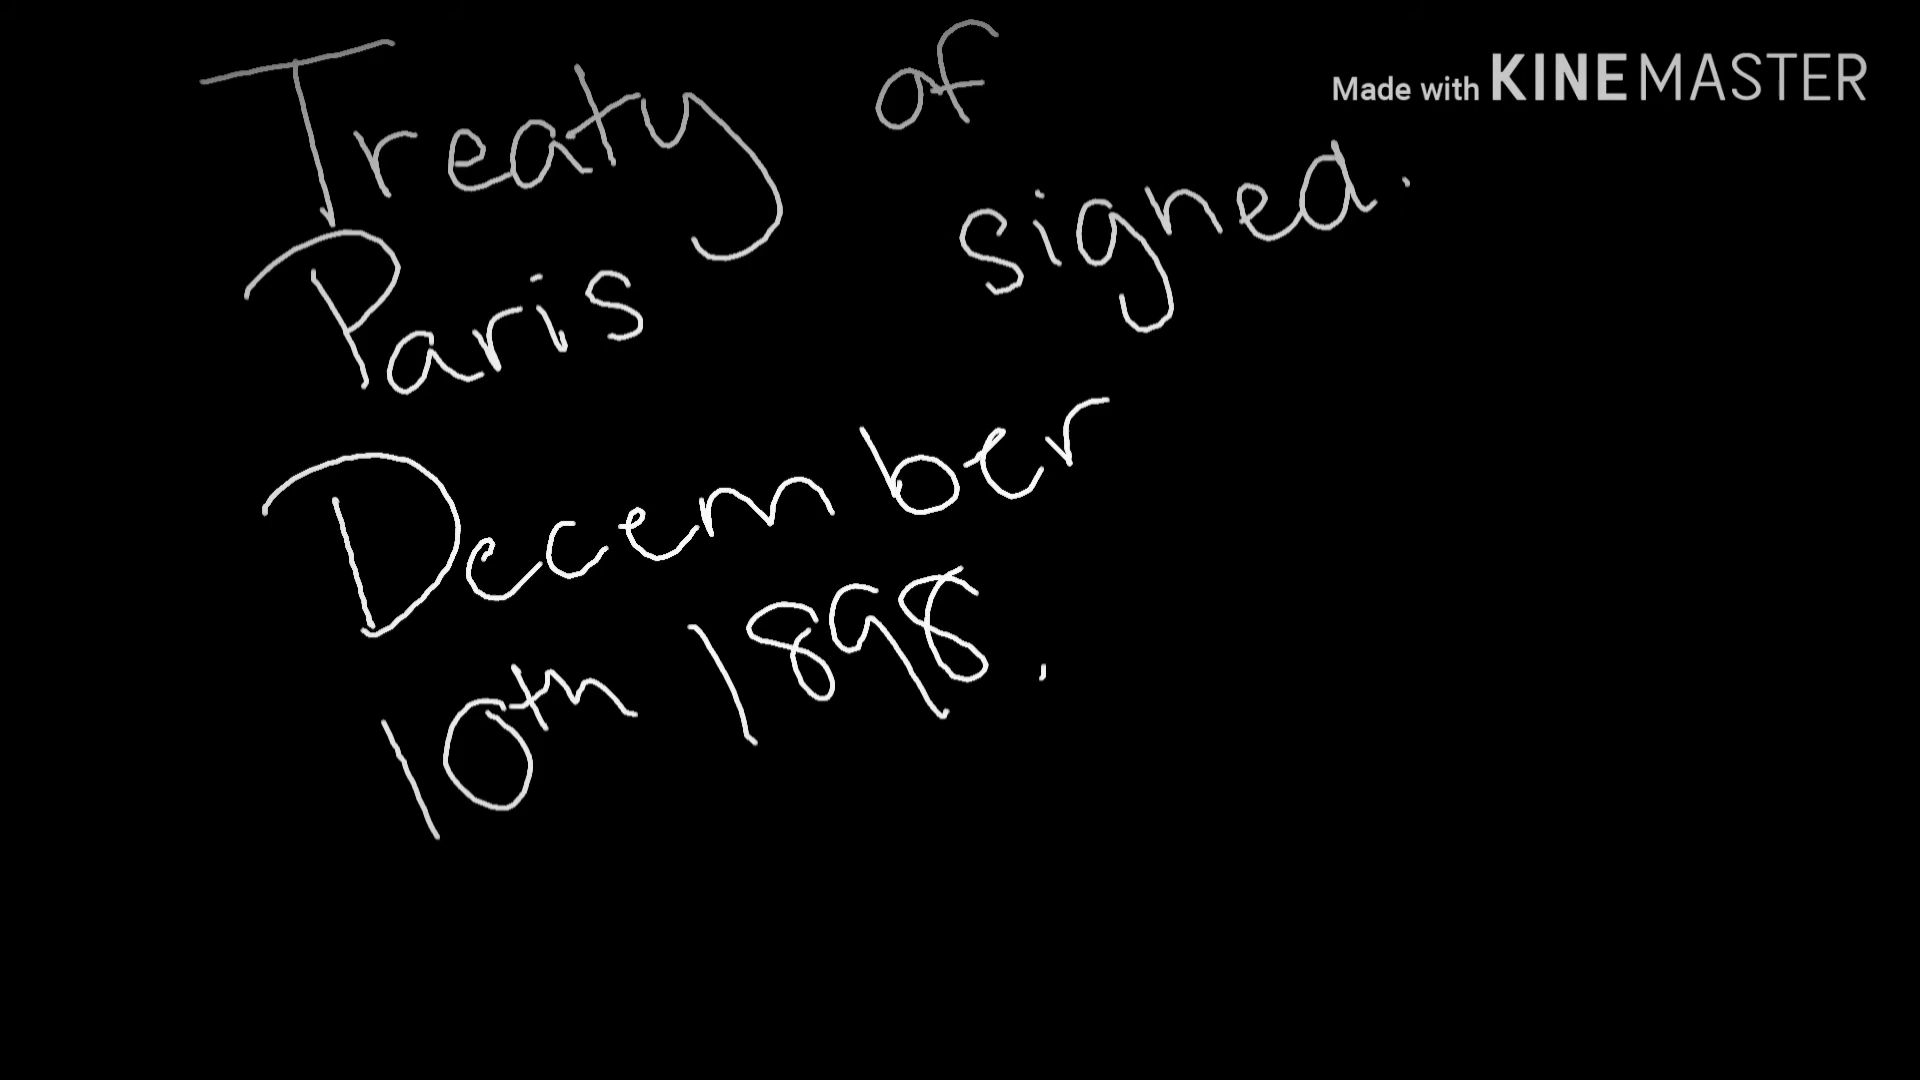 Treaty of
Made with KINEMASTER
Paris signed.
December
10th 1898.